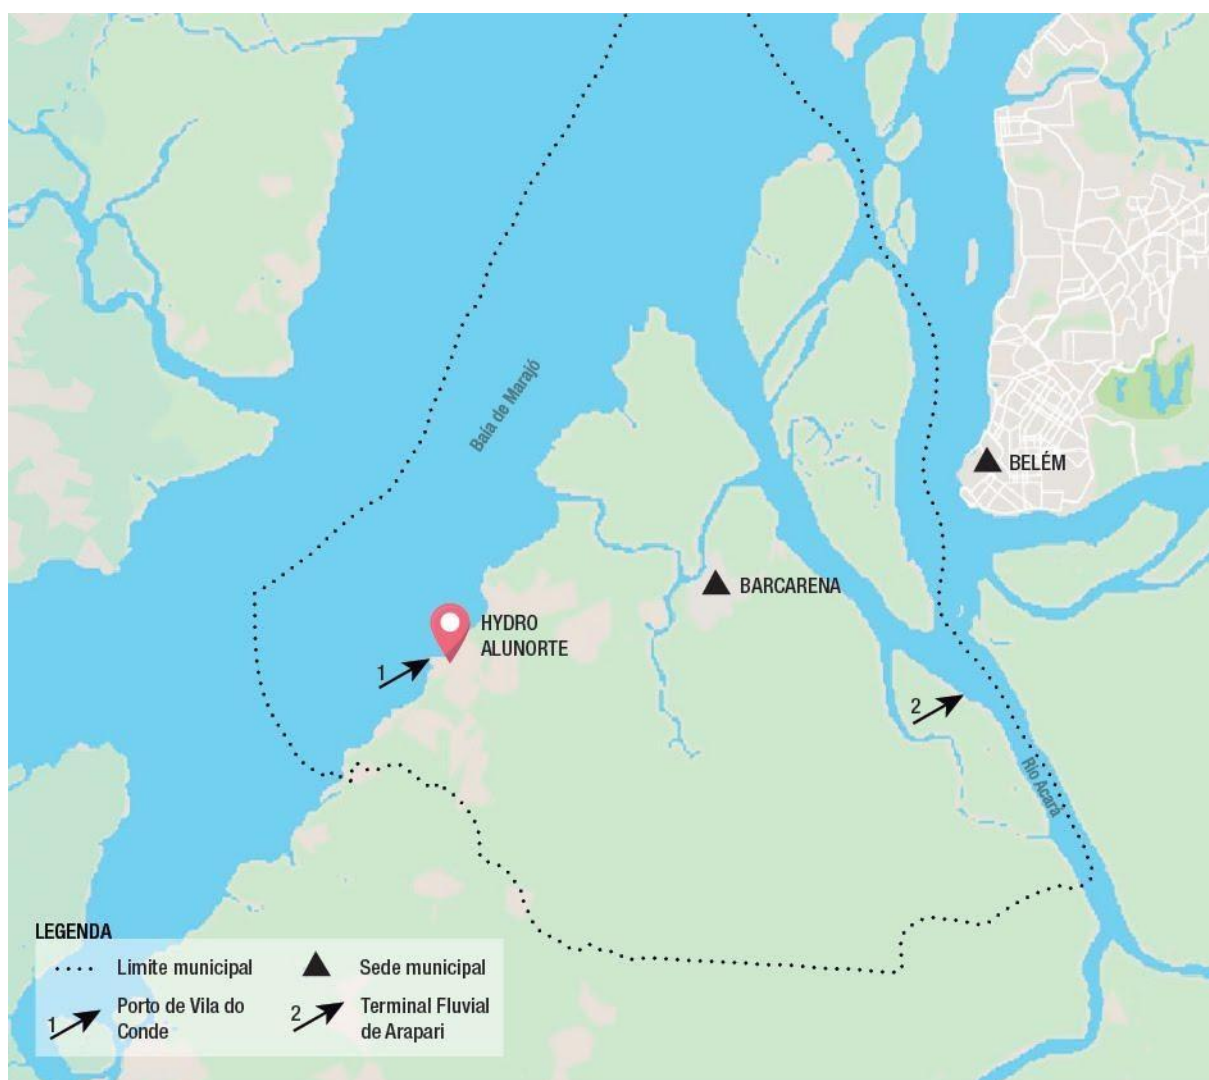 Baía de Marajó
BELÉM
BARCARENA
HYDRO
ALUNORTE
1
2
Rio Acará
LEGENDA
Limite municipal
Sede municipal
1
Porto de Vila do
Conde
2
Terminal Fluvial
de Arapari